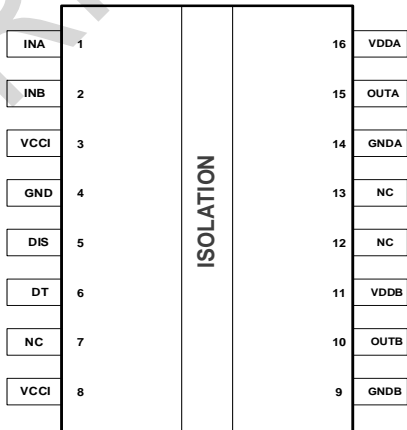 INA 1 16 VDDA
INB 2 15 OUTA
VCCI 3 14 GNDA
GND 4 13 NC
DIS 5 12 NC
DT 6 11 VDDB
NC 7 10 OUTB
VCCI 8 9 GNDB
ISOLATION